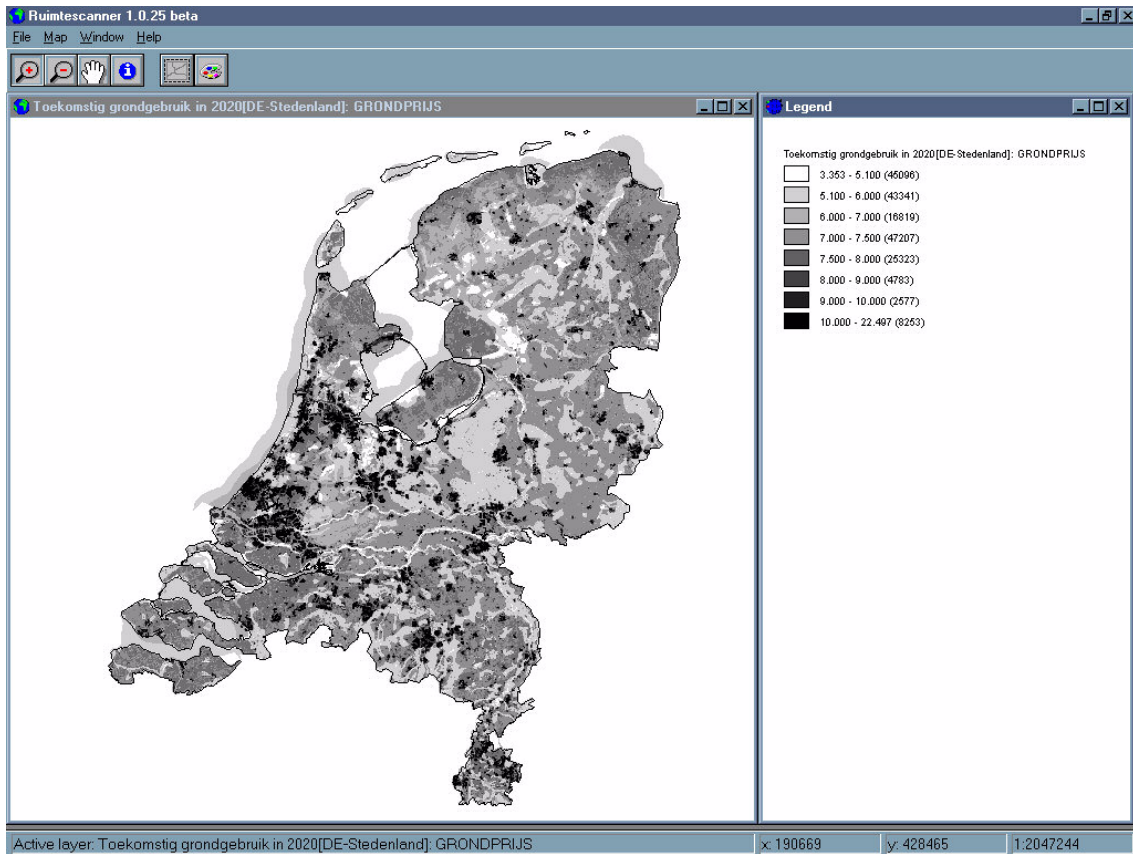 Ruimtescanner 1.0.25 beta
File Map Window Help
Toekomstig grondgebruik in 2020[DE-Stedenland]: GRONDPRIJS
Legend
Toekomstig grondgebruik in 2020[DE-Stedenland]: GRONDPRIJS
3.353 - 5.100 (45096)
5.100 - 6.000 (43341)
6.000 - 7.000 (16819)
7.000 - 7.500 (47207)
7.500 - 8.000 (25323)
8.000 - 9.000 (4783)
9.000 - 10.000 (2577)
10.000 - 22.497 (8253)
Active layer: Toekomstig grondgebruik in 2020[DE-Stedenland]: GRONDPRIJS
x: 190669
y: 428465
1:2047244